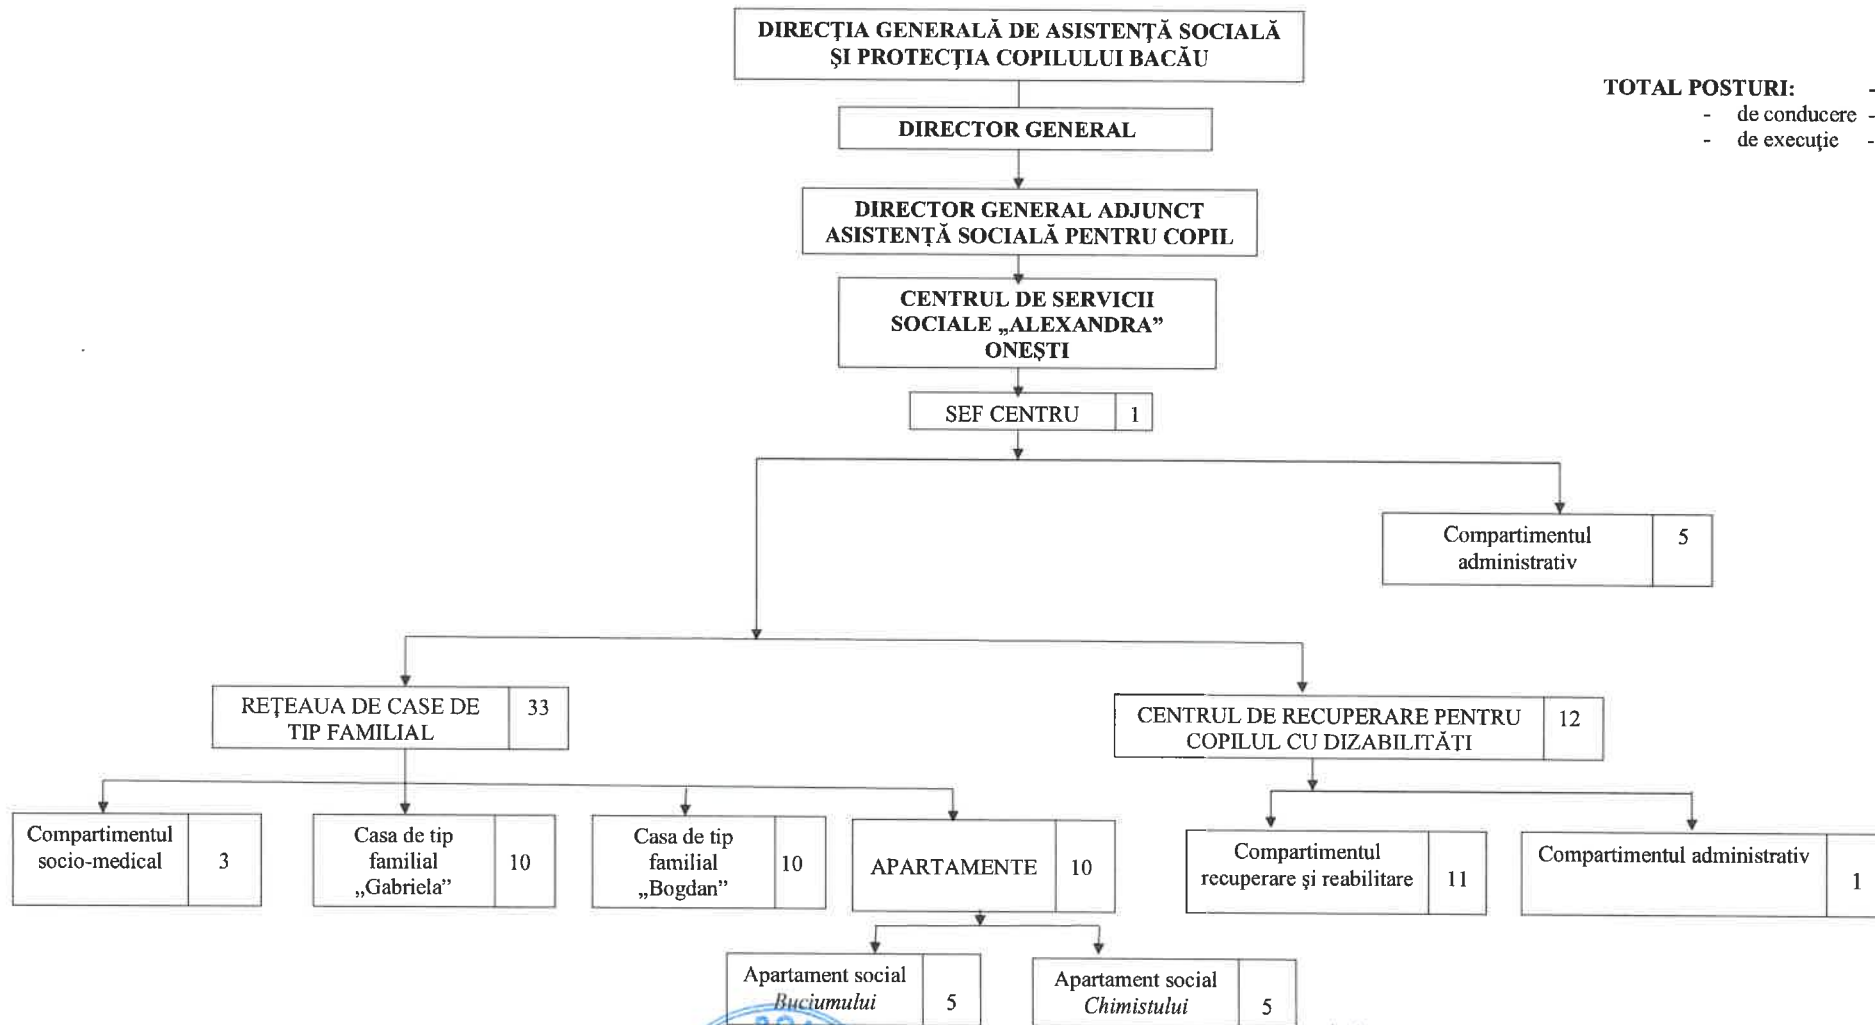 DIRECȚIA GENERALĂ DE ASISTENȚĂ SOCIALĂ
ŞI PROTECȚIA COPILULUI BACĂU
TOTAL POSTURI: -
- de conducere -
- de execuție -
DIRECTOR GENERAL
DIRECTOR GENERAL ADJUNCT
ASISTENȚĂ SOCIALĂ PENTRU COPIL
CENTRUL DE SERVICII
SOCIALE „ALEXANDRA”
ONEŞTI
SEF CENTRU 1
Compartimentul 5
administrativ
REȚEAUA DE CASE DE 33
TIP FAMILIAL
CENTRUL DE RECUPERARE PENTRU 12
COPILUL CU DIZABILITĂȚI
Compartimentul
socio-medical 3
Casa de tip
familial 10
„Gabriela”
Casa de tip
familial 10
„Bogdan”
APARTAMENTE 10
Compartimentul
recuperare şi reabilitare 11
Compartimentul administrativ
1
Apartament social
Buciumului 5
Apartament social
Chimistului 5